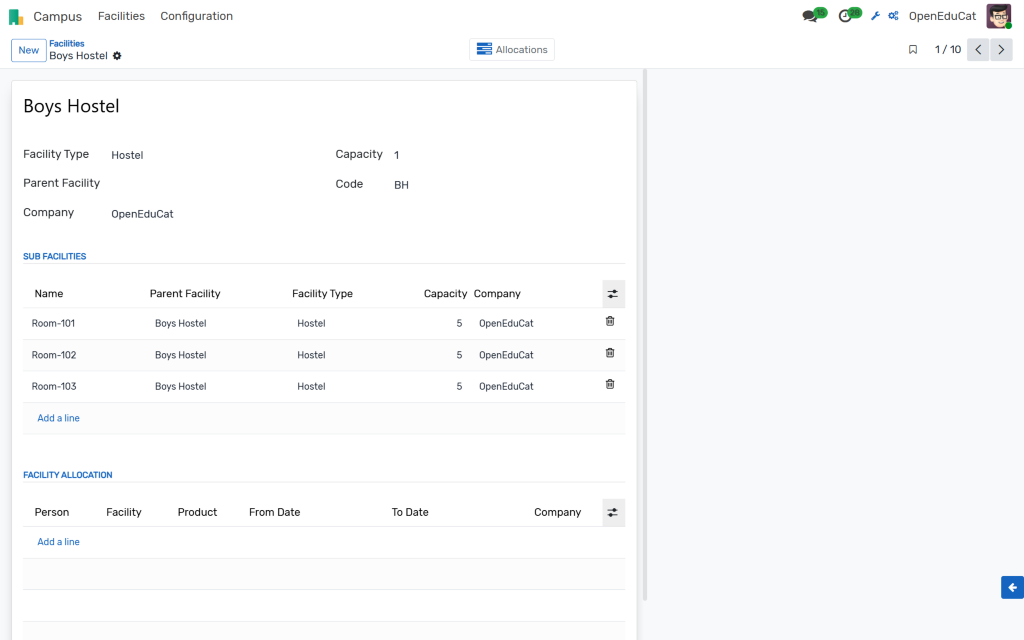 Campus Facilities Configuration 15 28 OpenEduCat
New Facilities
Boys Hostel
Allocations
1 / 10
Boys Hostel
Facility Type Hostel Capacity 1
Parent Facility Code BH
Company OpenEduCat
SUB FACILITIES
Name Parent Facility Facility Type Capacity Company
Room-101 Boys Hostel Hostel 5 OpenEduCat
Room-102 Boys Hostel Hostel 5 OpenEduCat
Room-103 Boys Hostel Hostel 5 OpenEduCat
Add a line
FACILITY ALLOCATION
Person Facility Product From Date To Date Company
Add a line